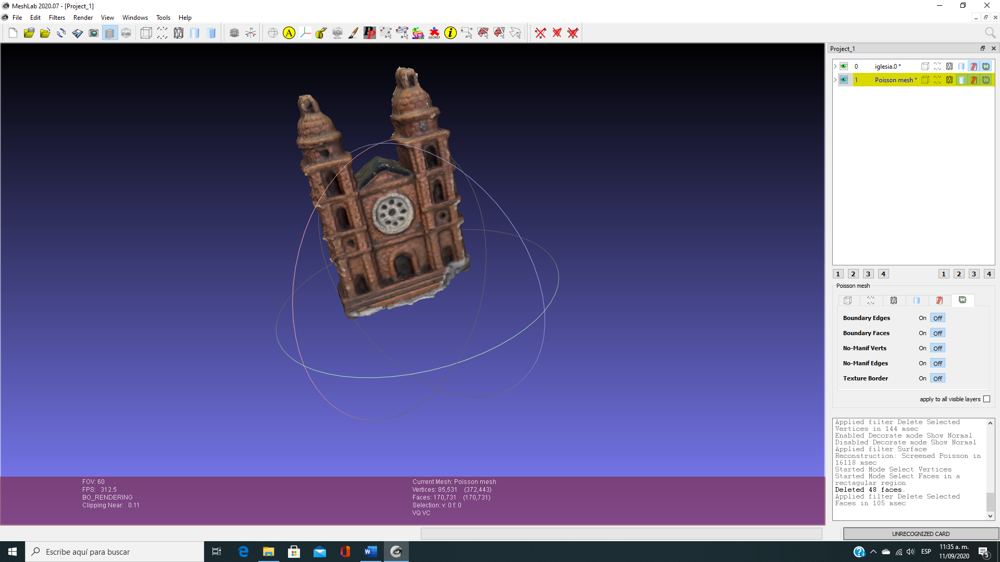 MeshLab 2020.07 - [Project_1]
File Edit Filters Render View Windows Tools Help
A
PP
GEOREF
i
Project_1
0 iglesia.0 *
1 Poisson mesh *
1 2 3 4 1 2 3 4
Poisson mesh
Boundary Edges On Off
Boundary Faces On Off
No-Manif Verts On Off
No-Manif Edges On Off
Texture Border On Off
apply to all visible layers
Applied filter Delete Selected
Vertices in 144 msec
Enabled Decorate mode Show Normal
Disabled Decorate mode Show Normal
Applied filter Surface
Reconstruction: Screened Poisson in
16118 msec
Started Mode Select Vertices
Started Mode Select Faces in a
rectagular region
Deleted 48 faces.
Applied filter Delete Selected
Faces in 105 msec
FOV: 60
FPS: 312.5
BO_RENDERING
Clipping Near: 0.11
Current Mesh: Poisson mesh
Vertices: 85,531 (372,443)
Faces: 170,731 (170,731)
Selection: v: 0 f: 0
VQ VC
UNRECOGNIZED CARD
Escribe aquí para buscar
ESP
11:35 a. m.
11/09/2020
5